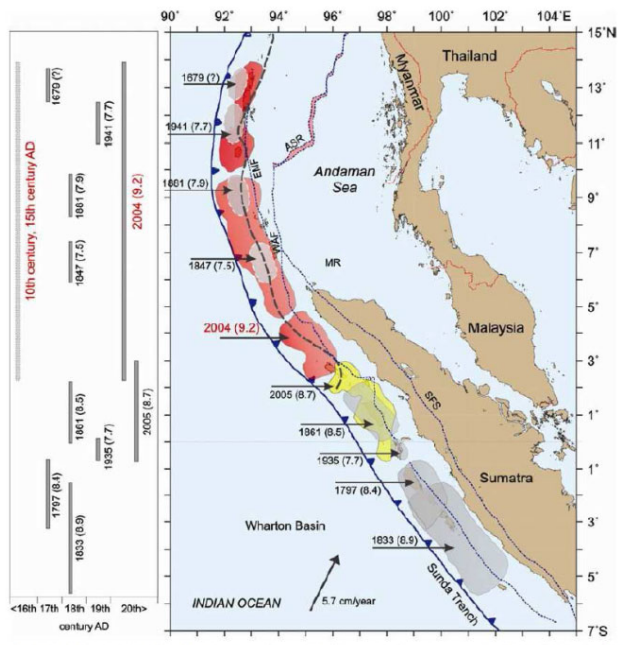 90° 92° 94° 96° 98° 100° 102° 104°E
15°N
13°
11°
9°
7°
5°
3°
1°
1°
3°
5°
7°S
10th century, 15th century AD
1679 (?)
1941 (7.7)
1881 (7.9)
1847 (7.5)
2004 (9.2)
1861 (8.5)
1935 (7.7)
2005 (8.7)
1797 (8.4)
1833 (8.9)
<16th 17th 18th 19th 20th>
century AD
1679 (?)
1941 (7.7)
1881 (7.9)
1847 (7.5)
2004 (9.2)
2005 (8.7)
1861 (8.5)
1935 (7.7)
1797 (8.4)
1833 (8.9)
Thailand
Myanmar
ASR
EMF
WAF
Andaman
Sea
MR
Malaysia
SFS
Sumatra
Wharton Basin
INDIAN OCEAN
5.7 cm/year
Sunda Trench